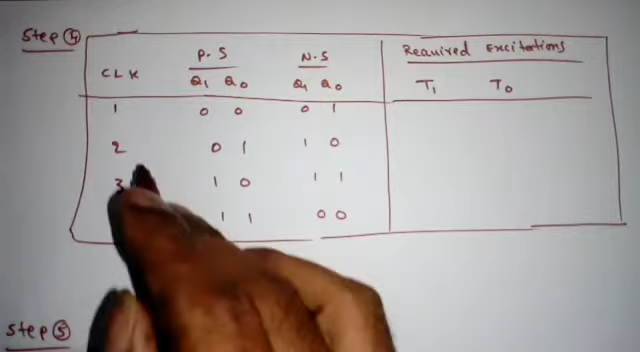 Step ④
P.S N.S Required Excitations
CLK Q₁ Q₀ Q₁ Q₀ T₁ T₀
1 0 0 0 1
2 0 1 1 0
3 1 0 1 1
1 1 0 0
Step ⑤